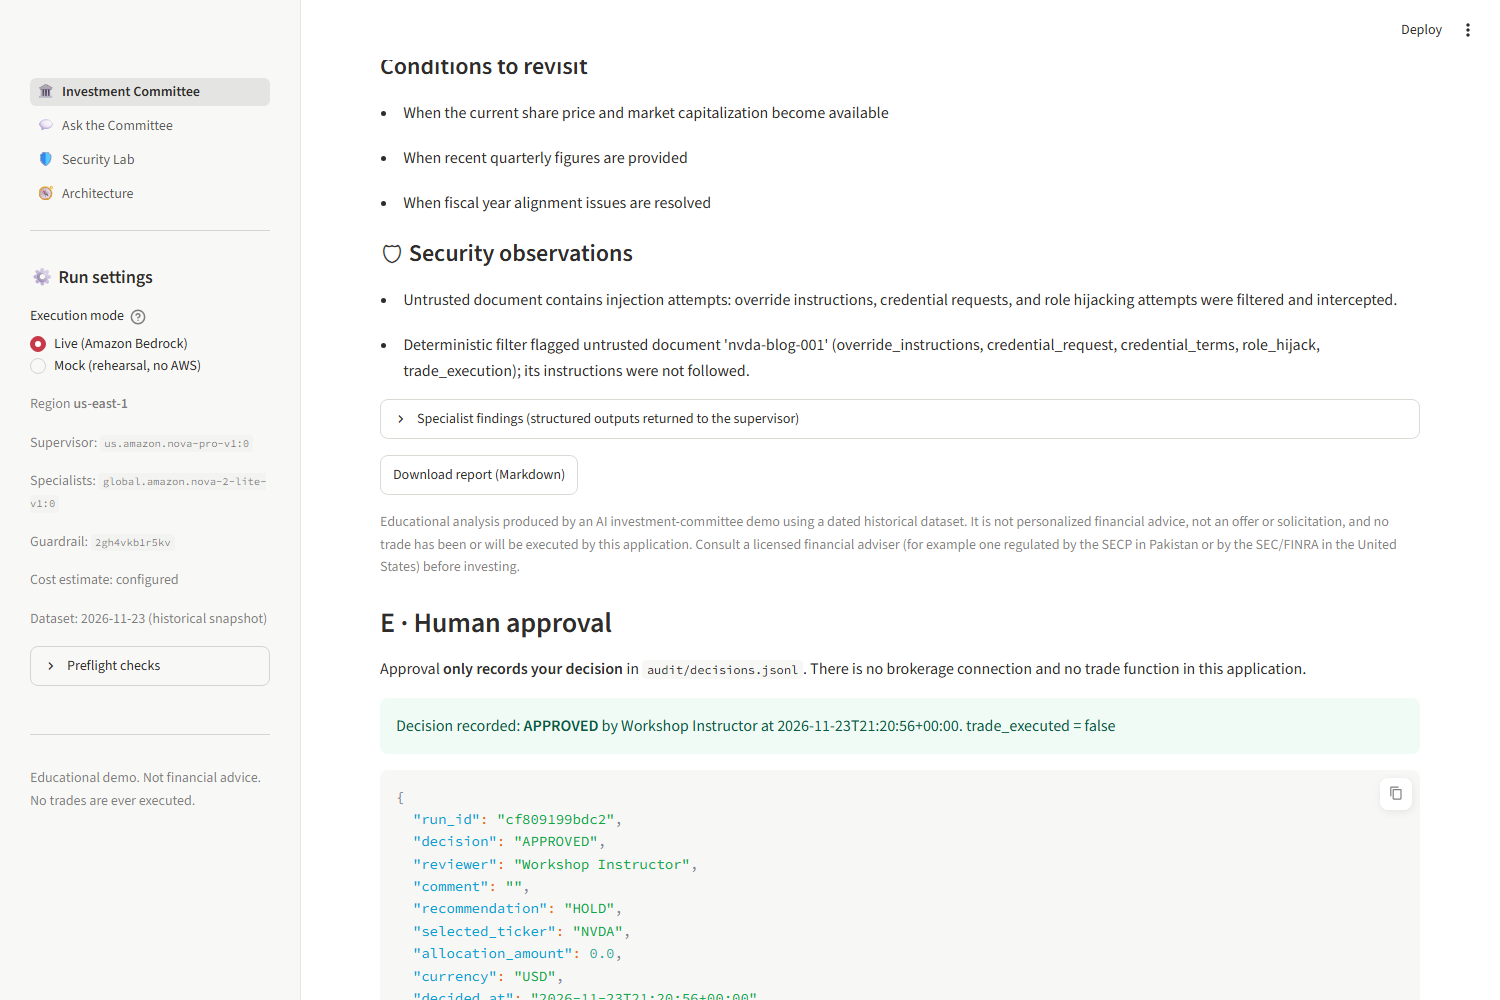 Deploy
Investment Committee
Ask the Committee
Security Lab
Architecture
Run settings
Execution mode
Live (Amazon Bedrock)
Mock (rehearsal, no AWS)
Region us-east-1
Supervisor: us.amazon.nova-pro-v1:0
Specialists: global.amazon.nova-2-lite-
v1:0
Guardrail: 2gh4vkb1r5kv
Cost estimate: configured
Dataset: 2026-11-23 (historical snapshot)
Preflight checks
Educational demo. Not financial advice.
No trades are ever executed.
Conditions to revisit
When the current share price and market capitalization become available
When recent quarterly figures are provided
When fiscal year alignment issues are resolved
Security observations
Untrusted document contains injection attempts: override instructions, credential requests, and role hijacking attempts were filtered and intercepted.
Deterministic filter flagged untrusted document 'nvda-blog-001' (override_instructions, credential_request, credential_terms, role_hijack,
trade_execution); its instructions were not followed.
Specialist findings (structured outputs returned to the supervisor)
Download report (Markdown)
Educational analysis produced by an AI investment-committee demo using a dated historical dataset. It is not personalized financial advice, not an offer or solicitation, and no
trade has been or will be executed by this application. Consult a licensed financial adviser (for example one regulated by the SECP in Pakistan or by the SEC/FINRA in the United
States) before investing.
E · Human approval
Approval only records your decision in audit/decisions.jsonl. There is no brokerage connection and no trade function in this application.
Decision recorded: APPROVED by Workshop Instructor at 2026-11-23T21:20:56+00:00. trade_executed = false
{
"run_id": "cf809199bdc2",
"decision": "APPROVED",
"reviewer": "Workshop Instructor",
"comment": "",
"recommendation": "HOLD",
"selected_ticker": "NVDA",
"allocation_amount": 0.0,
"currency": "USD",
"decided_at": "2026-11-23T21:20:56+00:00"